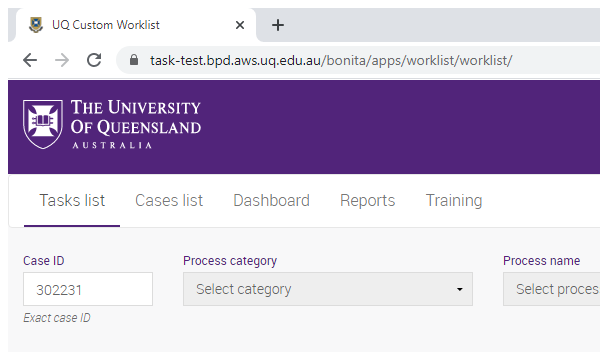 UQ Custom Worklist
task-test.bpd.aws.uq.edu.au/bonita/apps/worklist/worklist/
THE UNIVERSITY
OF QUEENSLAND
AUSTRALIA
Tasks list Cases list Dashboard Reports Training
Case ID Process category Process name
302231 Select category Select proces
Exact case ID